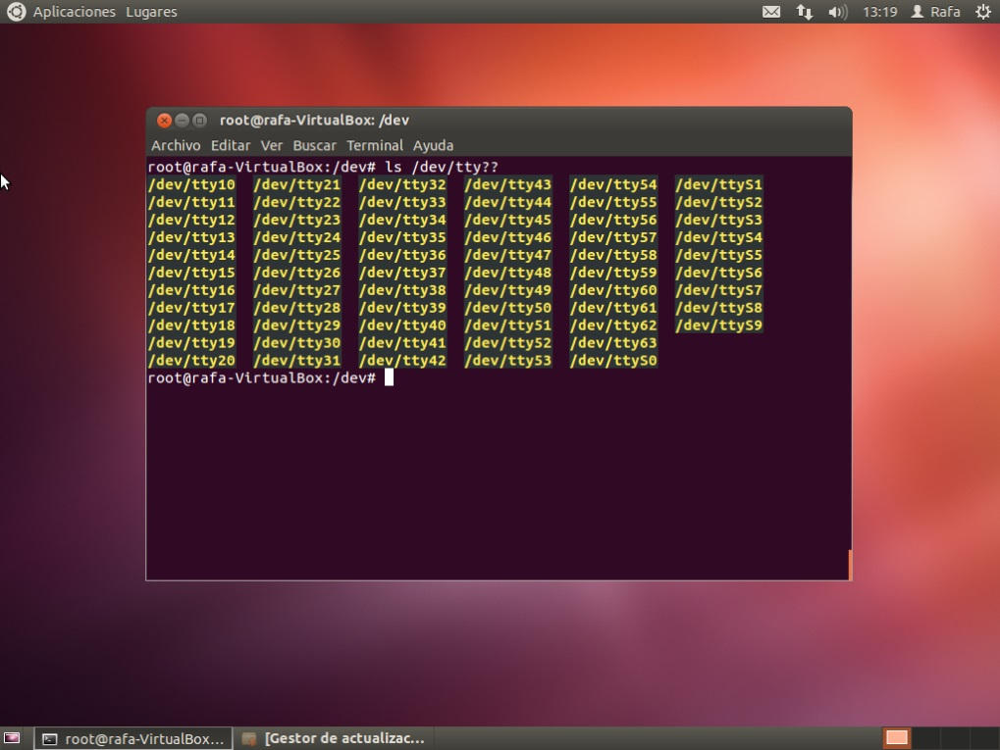 Aplicaciones Lugares 13:19 Rafa
root@rafa-VirtualBox: /dev
Archivo Editar Ver Buscar Terminal Ayuda
root@rafa-VirtualBox:/dev# ls /dev/tty??
/dev/tty10 /dev/tty21 /dev/tty32 /dev/tty43 /dev/tty54 /dev/ttyS1
/dev/tty11 /dev/tty22 /dev/tty33 /dev/tty44 /dev/tty55 /dev/ttyS2
/dev/tty12 /dev/tty23 /dev/tty34 /dev/tty45 /dev/tty56 /dev/ttyS3
/dev/tty13 /dev/tty24 /dev/tty35 /dev/tty46 /dev/tty57 /dev/ttyS4
/dev/tty14 /dev/tty25 /dev/tty36 /dev/tty47 /dev/tty58 /dev/ttyS5
/dev/tty15 /dev/tty26 /dev/tty37 /dev/tty48 /dev/tty59 /dev/ttyS6
/dev/tty16 /dev/tty27 /dev/tty38 /dev/tty49 /dev/tty60 /dev/ttyS7
/dev/tty17 /dev/tty28 /dev/tty39 /dev/tty50 /dev/tty61 /dev/ttyS8
/dev/tty18 /dev/tty29 /dev/tty40 /dev/tty51 /dev/tty62 /dev/ttyS9
/dev/tty19 /dev/tty30 /dev/tty41 /dev/tty52 /dev/tty63
/dev/tty20 /dev/tty31 /dev/tty42 /dev/tty53 /dev/ttyS0
root@rafa-VirtualBox:/dev#
root@rafa-VirtualBox... [Gestor de actualizac...